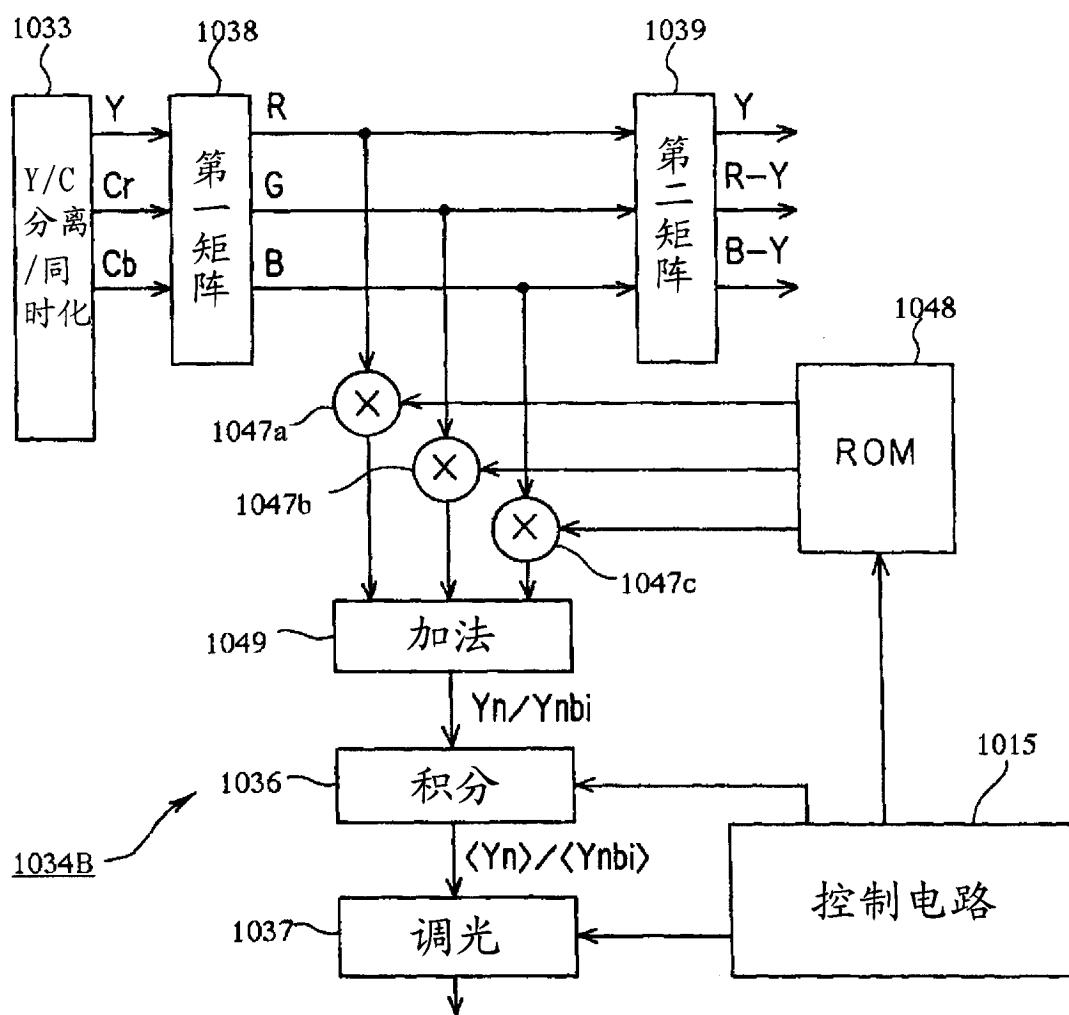 1033
1038
1039
Y
R
Y
Y/C
分离
/同
时化
第一矩阵
第二矩阵
Cr
G
R-Y
Cb
B
B-Y
1048
×
1047a
ROM
×
1047b
×
1047c
1049
加法
Yn/Ynbi
1015
1036
积分
1034B
〈Yn〉/〈Ynbi〉
控制电路
1037
调光